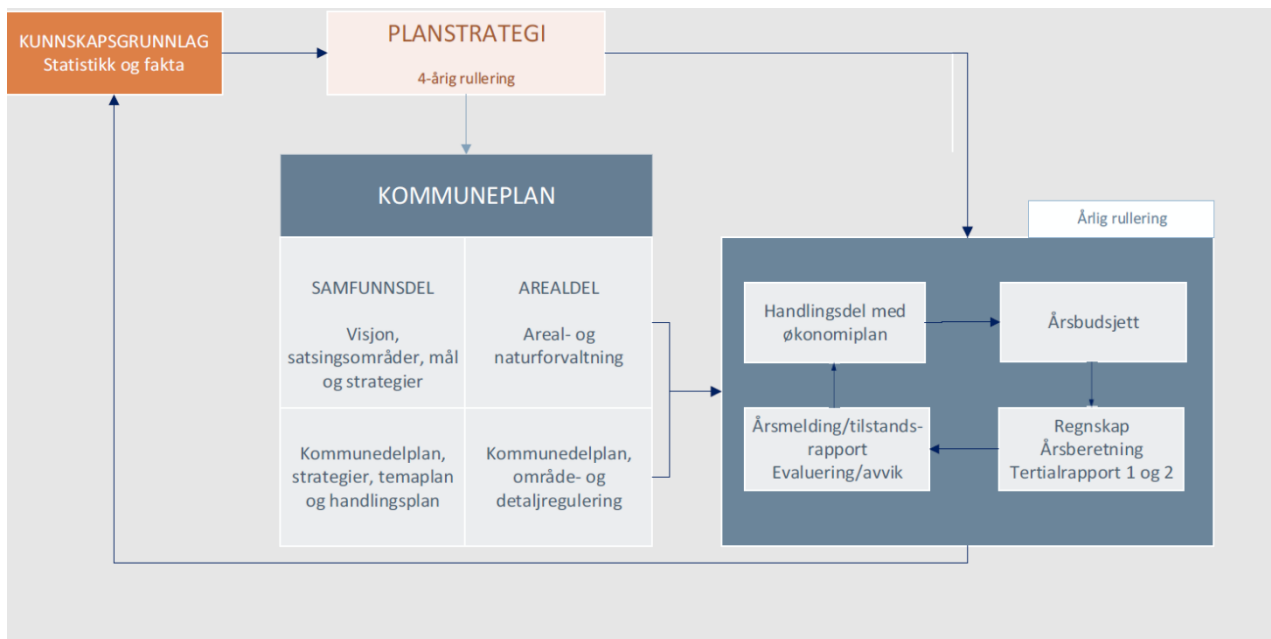 KUNNSKAPSGRUNNLAG
Statistikk og fakta
PLANSTRATEGI
4-årig rullering
KOMMUNEPLAN
SAMFUNNSDEL
Visjon,
satsingsområder, mål
og strategier
AREALDEL
Areal- og
naturforvaltning
Kommunedelplan,
strategier, temaplan
og handlingsplan
Kommunedelplan,
område- og
detaljregulering
Årlig rullering
Handlingsdel med
økonomiplan
Årsbudsjett
Årsmelding/tilstands-
rapport
Evaluering/avvik
Regnskap
Årsberetning
Tertialrapport 1 og 2